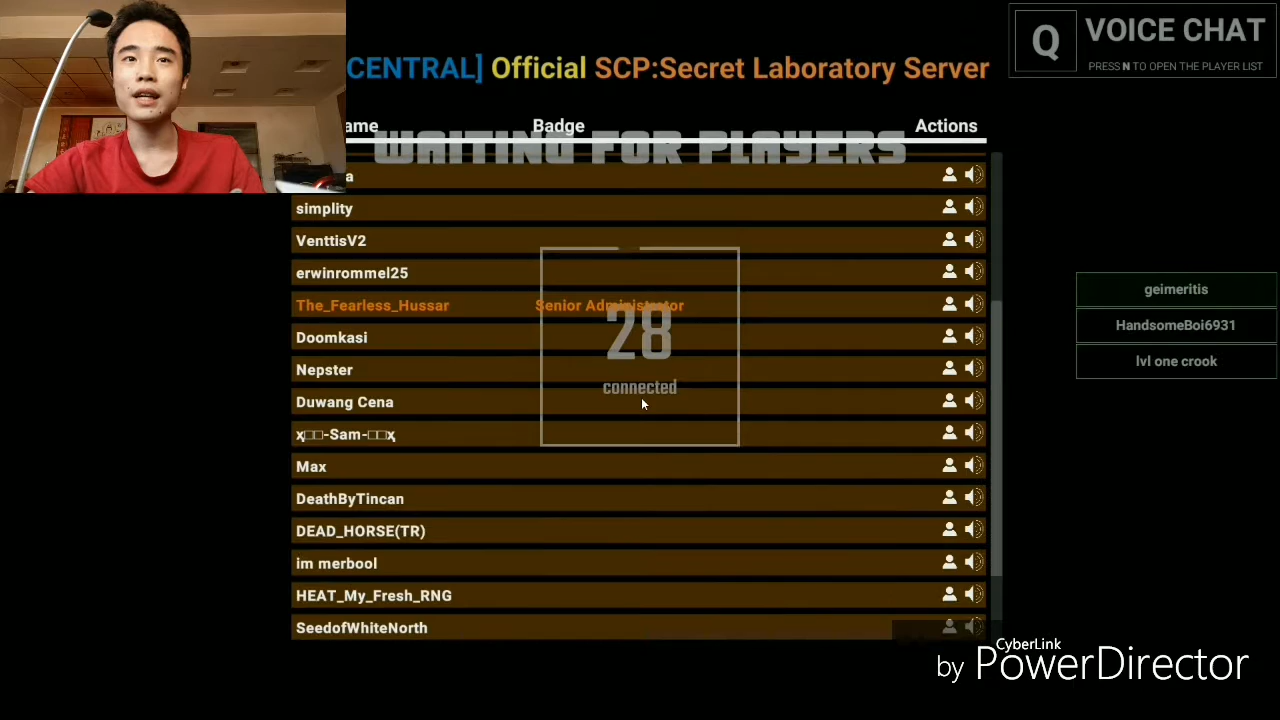 CENTRAL] Official SCP:Secret Laboratory Server
Q VOICE CHAT
PRESS N TO OPEN THE PLAYER LIST
ame Badge Actions
WAITING FOR PLAYERS
a
simplity
VenttisV2
erwinrommel25
The_Fearless_Hussar Senior Administrator
28
connected
Doomkasi
Nepster
Duwang Cena
ҳ□□-Sam-□□ҳ
Max
DeathByTincan
DEAD_HORSE(TR)
im merbool
HEAT_My_Fresh_RNG
SeedofWhiteNorth
geimeritis
HandsomeBoi6931
lvl one crook
CyberLink
by PowerDirector